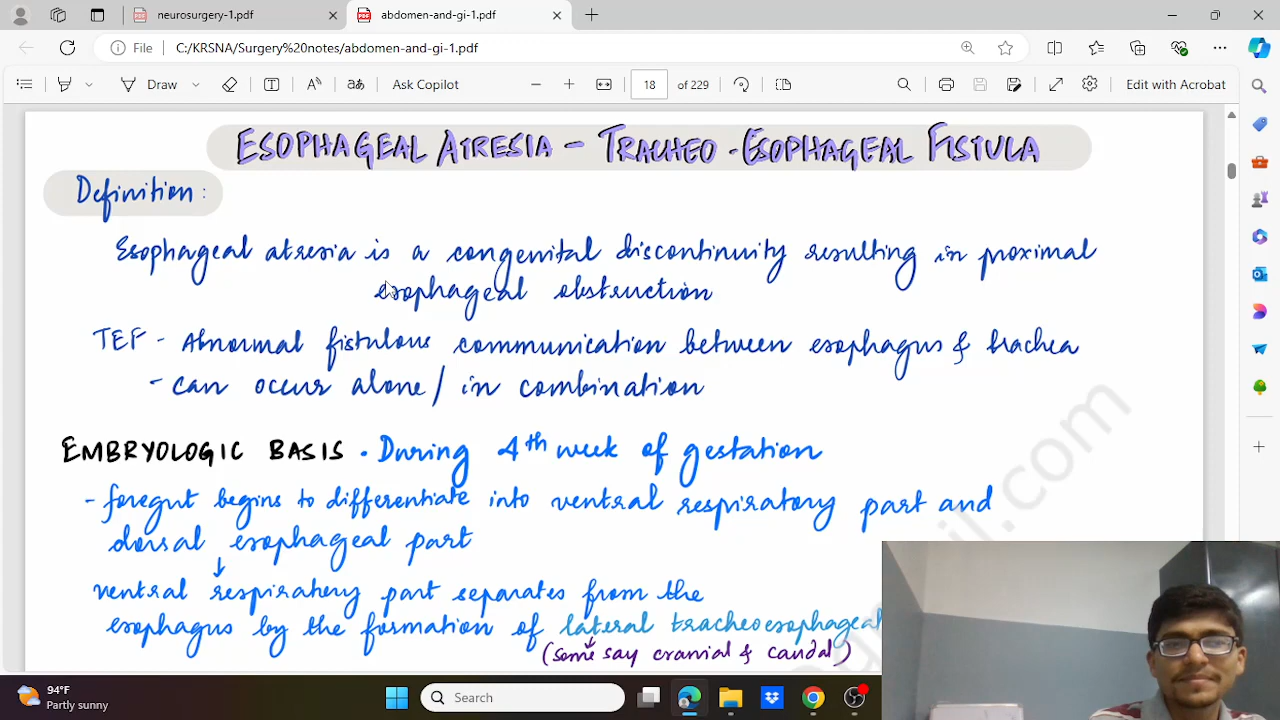 neurosurgery-1.pdf
abdomen-and-gi-1.pdf
File
C:/KRSNA/Surgery%20notes/abdomen-and-gi-1.pdf
Draw
Ask Copilot
18
of 229
Edit with Acrobat
ESOPHAGEAL ATRESIA - TRACHEO-ESOPHAGEAL FISTULA
Definition:
Esophageal atresia is a congenital discontinuity resulting in proximal
esophageal obstruction
TEF - Abnormal fistulous communication between esophagus & trachea
- can occur alone / in combination
EMBRYOLOGIC BASIS . During 4th week of gestation
- foregut begins to differentiate into ventral respiratory part and
dorsal esophageal part
ventral respiratory part separates from the
esophagus by the formation of lateral tracheoesophageal
(some say cranial & caudal)
94°F
Partly sunny
Search